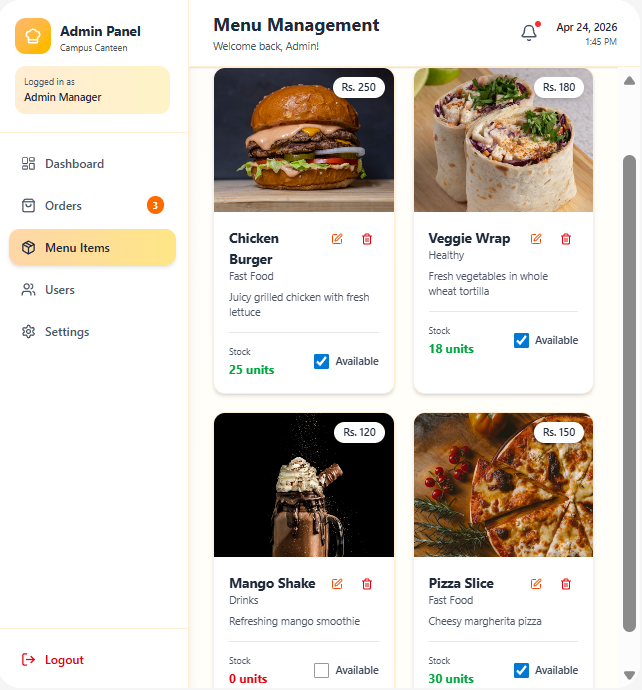 Admin Panel
Campus Canteen
Logged in as
Admin Manager
Dashboard
Orders
3
Menu Items
Users
Settings
Logout
Menu Management
Welcome back, Admin!
Apr 24, 2026
1:45 PM
Rs. 250
Chicken
Burger
Fast Food
Juicy grilled chicken with fresh
lettuce
Stock
25 units
Available
Rs. 180
Veggie Wrap
Healthy
Fresh vegetables in whole
wheat tortilla
Stock
18 units
Available
Rs. 120
Mango Shake
Drinks
Refreshing mango smoothie
Stock
0 units
Available
Rs. 150
Pizza Slice
Fast Food
Cheesy margherita pizza
Stock
30 units
Available